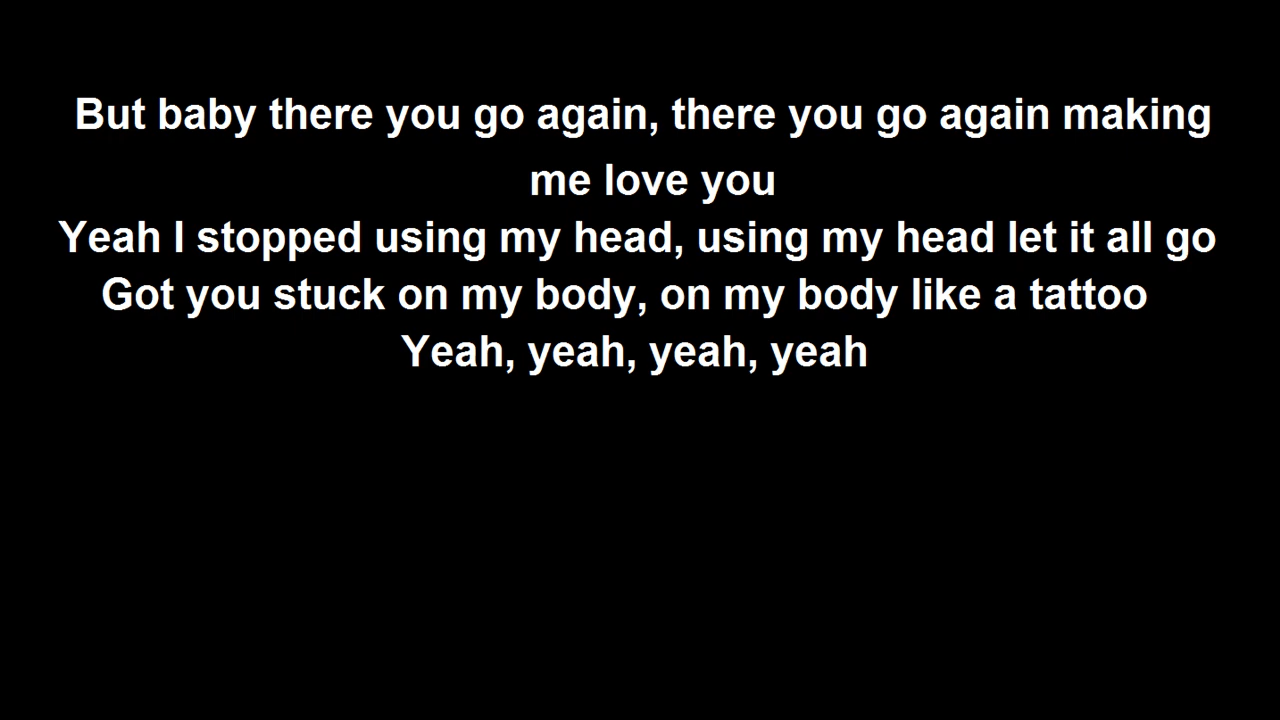 But baby there you go again, there you go again making
me love you
Yeah I stopped using my head, using my head let it all go
Got you stuck on my body, on my body like a tattoo
Yeah, yeah, yeah, yeah